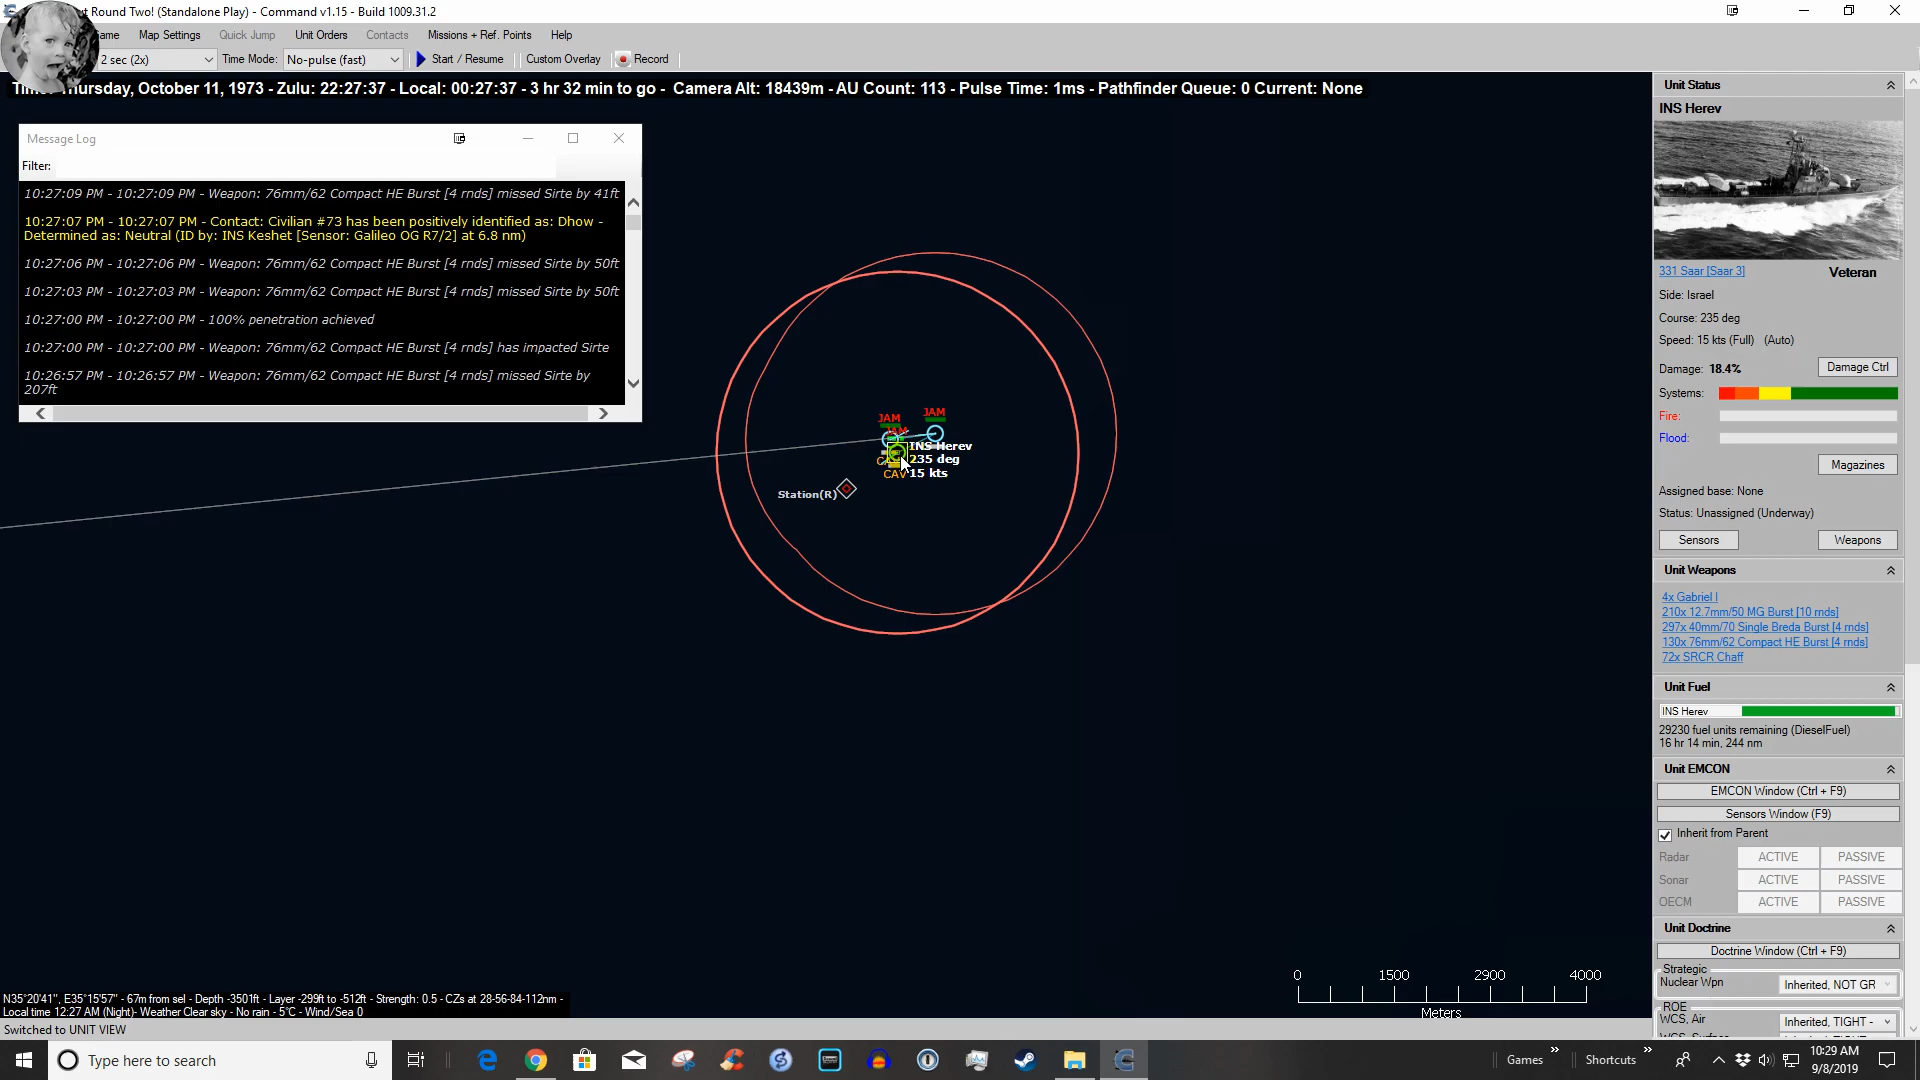 t Round Two! (Standalone Play) - Command v1.15 - Build 1009.31.2
ame Map Settings Quick Jump Unit Orders Contacts Missions + Ref. Points Help
2 sec (2x) Time Mode: No-pulse (fast) Start / Resume Custom Overlay Record
Thursday, October 11, 1973 - Zulu: 22:27:37 - Local: 00:27:37 - 3 hr 32 min to go - Camera Alt: 18439m - AU Count: 113 - Pulse Time: 1ms - Pathfinder Queue: 0 Current: None
Message Log
Filter:
10:27:09 PM - 10:27:09 PM - Weapon: 76mm/62 Compact HE Burst [4 rnds] missed Sirte by 41ft
10:27:07 PM - 10:27:07 PM - Contact: Civilian #73 has been positively identified as: Dhow -
Determined as: Neutral (ID by: INS Keshet [Sensor: Galileo OG R7/2] at 6.8 nm)
10:27:06 PM - 10:27:06 PM - Weapon: 76mm/62 Compact HE Burst [4 rnds] missed Sirte by 50ft
10:27:03 PM - 10:27:03 PM - Weapon: 76mm/62 Compact HE Burst [4 rnds] missed Sirte by 50ft
10:27:00 PM - 10:27:00 PM - 100% penetration achieved
10:27:00 PM - 10:27:00 PM - Weapon: 76mm/62 Compact HE Burst [4 rnds] has impacted Sirte
10:26:57 PM - 10:26:57 PM - Weapon: 76mm/62 Compact HE Burst [4 rnds] missed Sirte by
207ft
JAM JAM
JAM
INS Herev
235 deg
CAV 15 kts
Station(R)
0 1500 2900 4000
Meters
N35°20'41", E35°15'57" - 67m from sel - Depth -3501ft - Layer -299ft to -512ft - Strength: 0.5 - CZs at 28-56-84-112nm -
Local time 12:27 AM (Night)- Weather Clear sky - No rain - 5°C - Wind/Sea 0
Switched to UNIT VIEW
Unit Status
INS Herev
331 Saar [Saar 3] Veteran
Side: Israel
Course: 235 deg
Speed: 15 kts (Full) (Auto)
Damage: 18.4% Damage Ctrl
Systems:
Fire:
Flood:
Magazines
Assigned base: None
Status: Unassigned (Underway)
Sensors Weapons
Unit Weapons
4x Gabriel I
210x 12.7mm/50 MG Burst [10 rnds]
297x 40mm/70 Single Breda Burst [4 rnds]
130x 76mm/62 Compact HE Burst [4 rnds]
72x SRCR Chaff
Unit Fuel
INS Herev
29230 fuel units remaining (DieselFuel)
16 hr 14 min, 244 nm
Unit EMCON
EMCON Window (Ctrl + F9)
Sensors Window (F9)
Inherit from Parent
Radar ACTIVE PASSIVE
Sonar ACTIVE PASSIVE
OECM ACTIVE PASSIVE
Unit Doctrine
Doctrine Window (Ctrl + F9)
Strategic
Nuclear Wpn Inherited, NOT GR
ROE
WCS, Air Inherited, TIGHT -
Type here to search
Games
Shortcuts
10:29 AM
9/8/2019